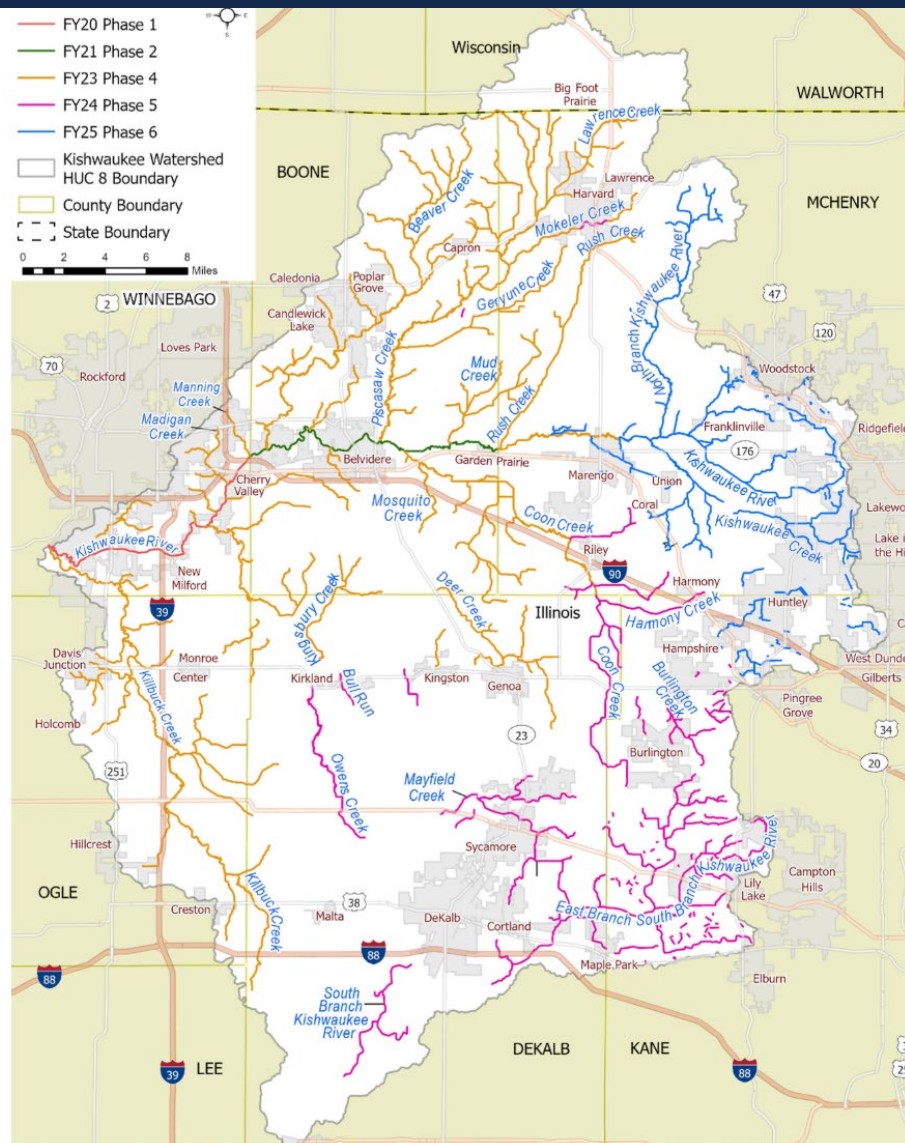 FY20 Phase 1
FY21 Phase 2
FY23 Phase 4
FY24 Phase 5
FY25 Phase 6
Kishwaukee Watershed
HUC 8 Boundary
County Boundary
State Boundary
0 2 4 6 8
Miles
E
S
Wisconsin
Big Foot
Prairie
WALWORTH
Lawrence Creek
BOONE
Lawrence
Harvard
MCHENRY
Beaver Creek
Mokeler Creek
Rush Creek
Capron
Caledonia
Poplar
Grove
Geryune Creek
North Branch Kishwaukee River
2
WINNEBAGO
47
Candlewick
Lake
120
Loves Park
Piscasaw Creek
Mud
Creek
70
Rockford
Woodstock
Manning
Creek
Madigan
Creek
Rush Creek
Franklinville
Ridgefield
176
Belvidere
Garden Prairie
Cherry
Valley
Marengo
Union
Kishwaukee Rive
Mosquito
Creek
Coral
Coon Creek
Kishwaukee
Creek
Lakewo
Lake i
the Hi
Kishwaukee River
Riley
90
New
Milford
Harmony
39
Kingsbury Creek
Deer Creek
Illinois
Harmony Creek
Huntley
Hampshire
Davis
Junction
Monroe
Center
Coon
Creek
West Dunde
Gilberts
Kirkland
Bull Run
Kingston
Genoa
Burlington
Creek
Pingree
Grove
Holcomb
Killbuck Creek
34
23
20
Burlington
251
Owens Creek
Mayfield
Creek
Hillcrest
Sycamore
East Branch South Branch Kishwaukee River
Campton
Hills
Lily
Lake
OGLE
Creston
Killbuck Creek
38
Malta
DeKalb
Cortland
88
88
Maple Park
Elburn
South
Branch
Kishwaukee
River
DEKALB
KANE
LEE
39
88